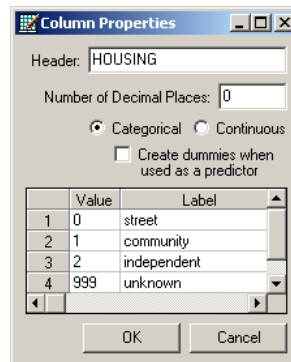 Column Properties
Header: HOUSING
Number of Decimal Places: 0
Categorical Continuous
Create dummies when
used as a predictor
Value Label
1 0 street
2 1 community
3 2 independent
4 999 unknown
OK Cancel